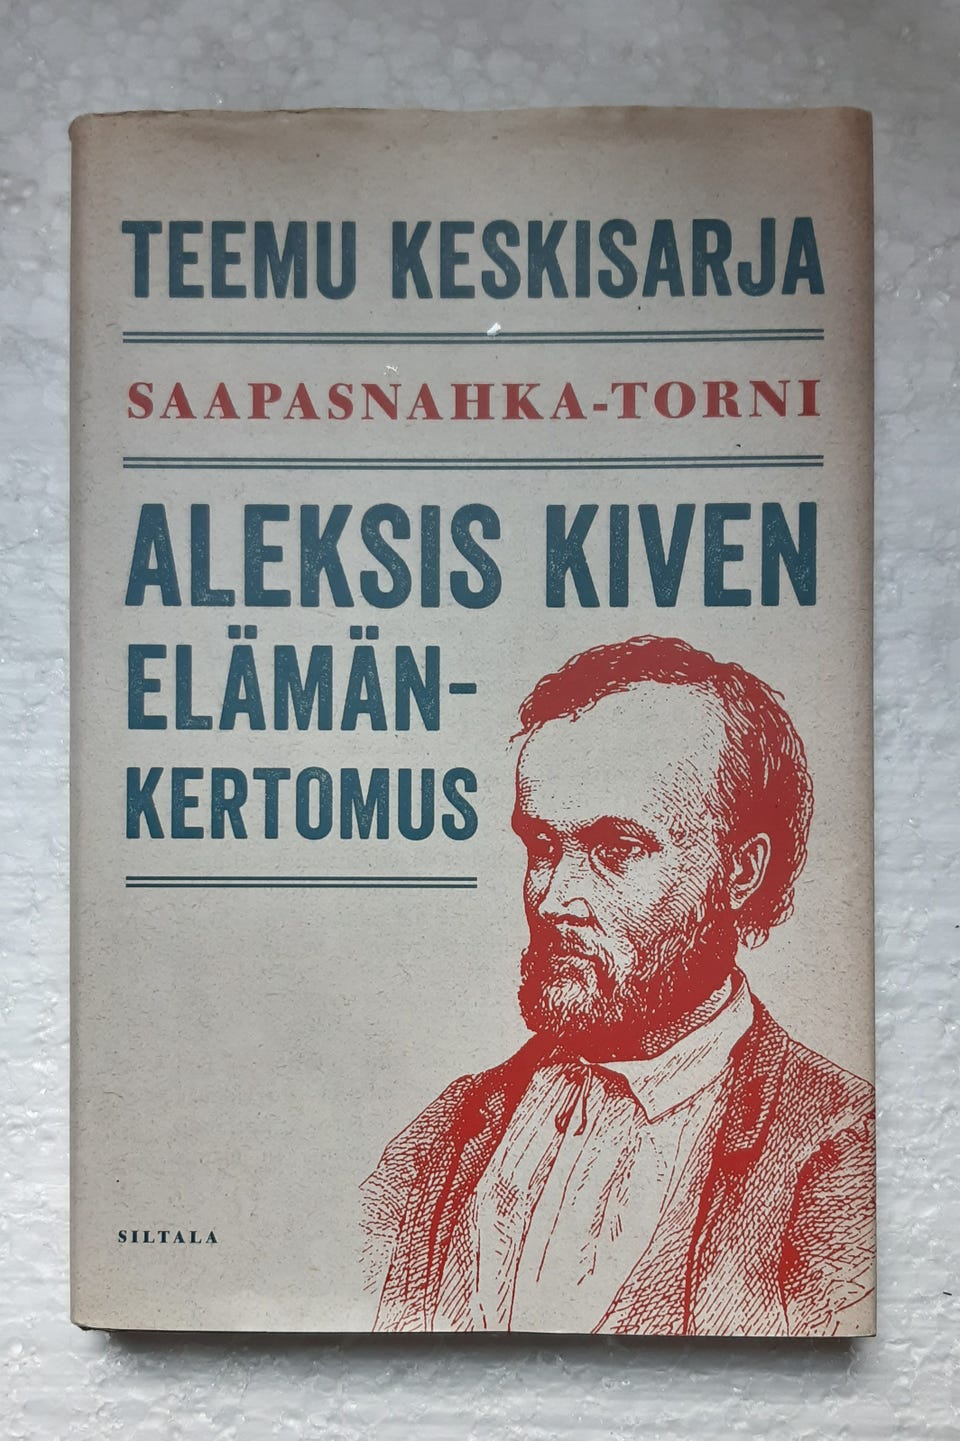 TEEMU KESKISARJA
SAAPASNAHKA-TORNI
ALEKSIS KIVEN
ELÄMÄN-
KERTOMUS
SILTALA